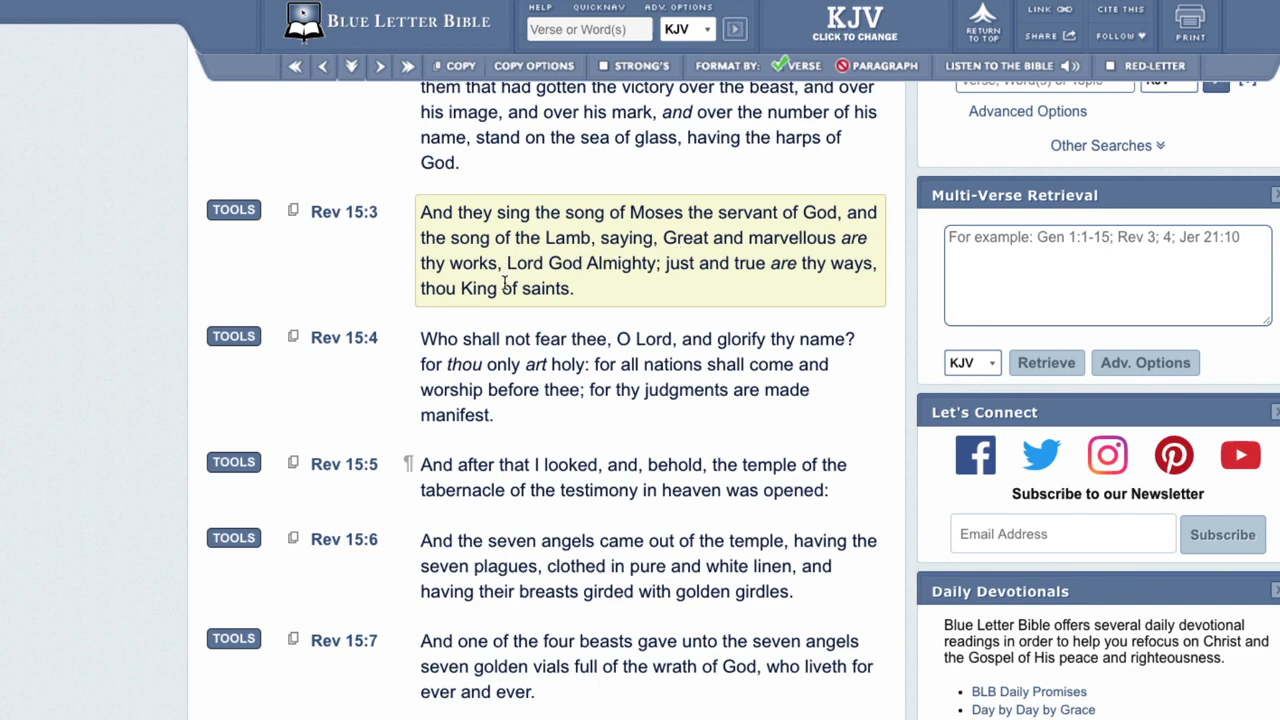 BLUE LETTER BIBLE
HELP QUICKNAV ADV. OPTIONS
Verse or Word(s) KJV
KJV
CLICK TO CHANGE
RETURN
TO TOP
LINK
SHARE
CITE THIS
FOLLOW
PRINT
COPY COPY OPTIONS STRONG'S FORMAT BY: VERSE PARAGRAPH LISTEN TO THE BIBLE RED-LETTER
them that had gotten the victory over the beast, and over
his image, and over his mark, and over the number of his
name, stand on the sea of glass, having the harps of
God.
TOOLS Rev 15:3
And they sing the song of Moses the servant of God, and
the song of the Lamb, saying, Great and marvellous are
thy works, Lord God Almighty; just and true are thy ways,
thou King of saints.
TOOLS Rev 15:4
Who shall not fear thee, O Lord, and glorify thy name?
for thou only art holy: for all nations shall come and
worship before thee; for thy judgments are made
manifest.
TOOLS Rev 15:5
¶ And after that I looked, and, behold, the temple of the
tabernacle of the testimony in heaven was opened:
TOOLS Rev 15:6
And the seven angels came out of the temple, having the
seven plagues, clothed in pure and white linen, and
having their breasts girded with golden girdles.
TOOLS Rev 15:7
And one of the four beasts gave unto the seven angels
seven golden vials full of the wrath of God, who liveth for
ever and ever.
Verse, Word(s) or Topic KJV
Advanced Options
Other Searches
Multi-Verse Retrieval
For example: Gen 1:1-15; Rev 3; 4; Jer 21:10
KJV Retrieve Adv. Options
Let's Connect
Subscribe to our Newsletter
Email Address Subscribe
Daily Devotionals
Blue Letter Bible offers several daily devotional
readings in order to help you refocus on Christ and
the Gospel of His peace and righteousness.
• BLB Daily Promises
• Day by Day by Grace